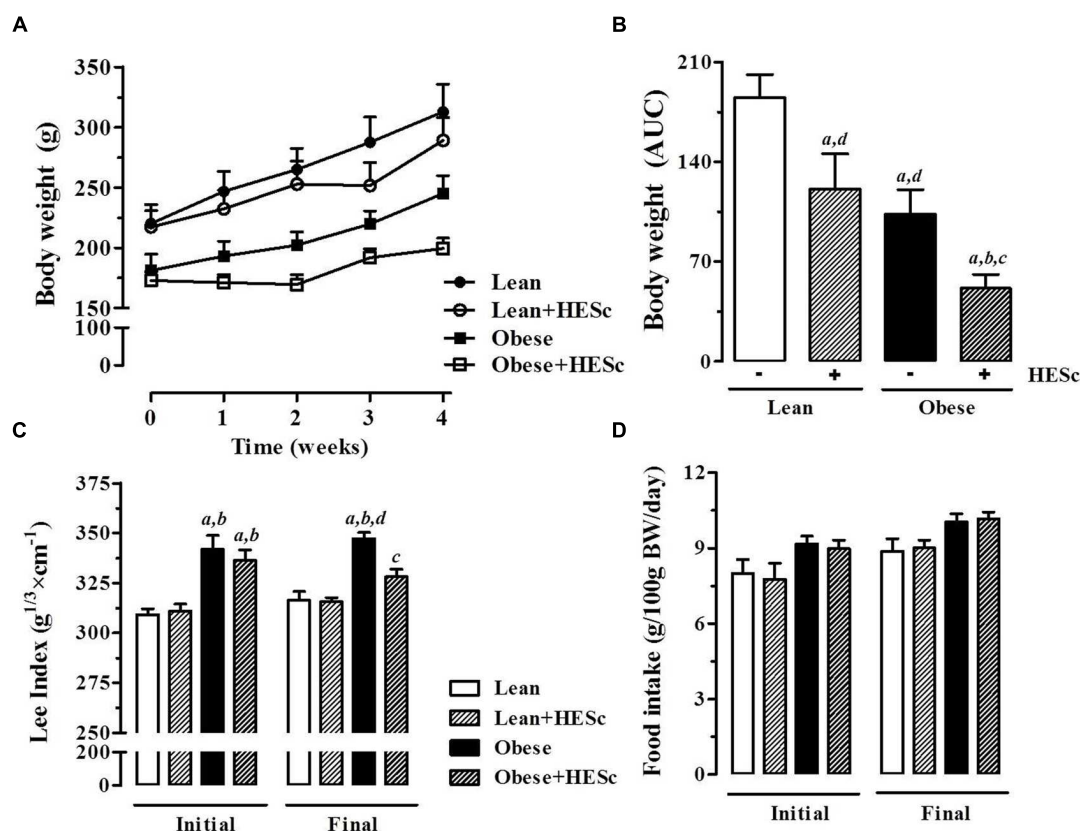 A
350
300
250
200
150
100
0
Body weight (g)
0 1 2 3 4
Time (weeks)
Lean
Lean+HESc
Obese
Obese+HESc
B
210
140
70
0
Body weight (AUC)
a,d
a,d
a,b,c
- + - + HESc
Lean Obese
C
375
350
325
300
275
250
200
0
Lee Index (g1/3×cm-1)
a,b
a,b
a,b,d
c
Initial Final
Lean
Lean+HESc
Obese
Obese+HESc
D
12
9
6
3
0
Food intake (g/100g BW/day)
Initial Final